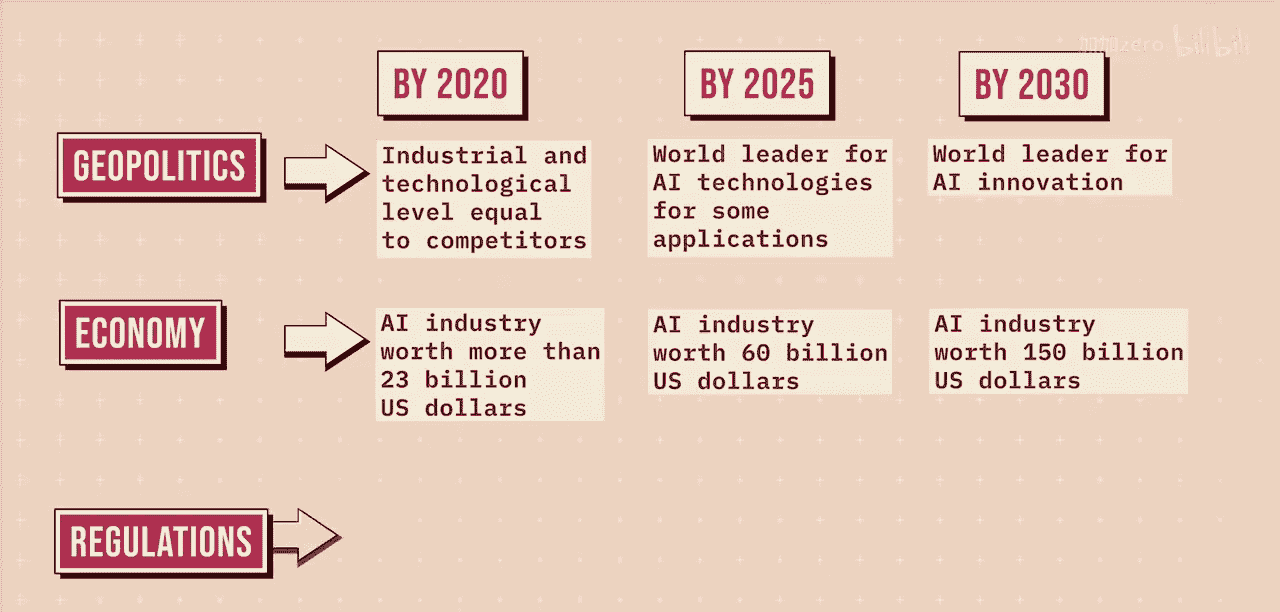 zero bilibili
BY 2020
BY 2025
BY 2030
GEOPOLITICS
Industrial and
technological
level equal
to competitors
World leader for
AI technologies
for some
applications
World leader for
AI innovation
ECONOMY
AI industry
worth more than
23 billion
US dollars
AI industry
worth 60 billion
US dollars
AI industry
worth 150 billion
US dollars
REGULATIONS